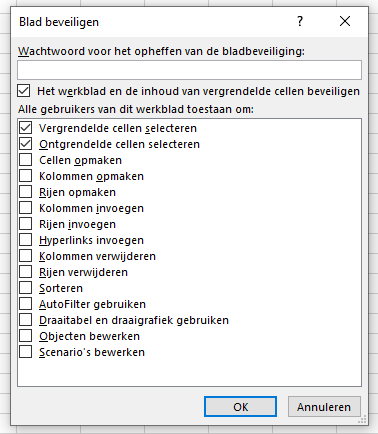 Blad beveiligen
?
Wachtwoord voor het opheffen van de bladbeveiliging:
Het werkblad en de inhoud van vergrendelde cellen beveiligen
Alle gebruikers van dit werkblad toestaan om:
Vergrendelde cellen selecteren
Ontgrendelde cellen selecteren
Cellen opmaken
Kolommen opmaken
Rijen opmaken
Kolommen invoegen
Rijen invoegen
Hyperlinks invoegen
Kolommen verwijderen
Rijen verwijderen
Sorteren
AutoFilter gebruiken
Draaitabel en draaigrafiek gebruiken
Objecten bewerken
Scenario's bewerken
OK
Annuleren